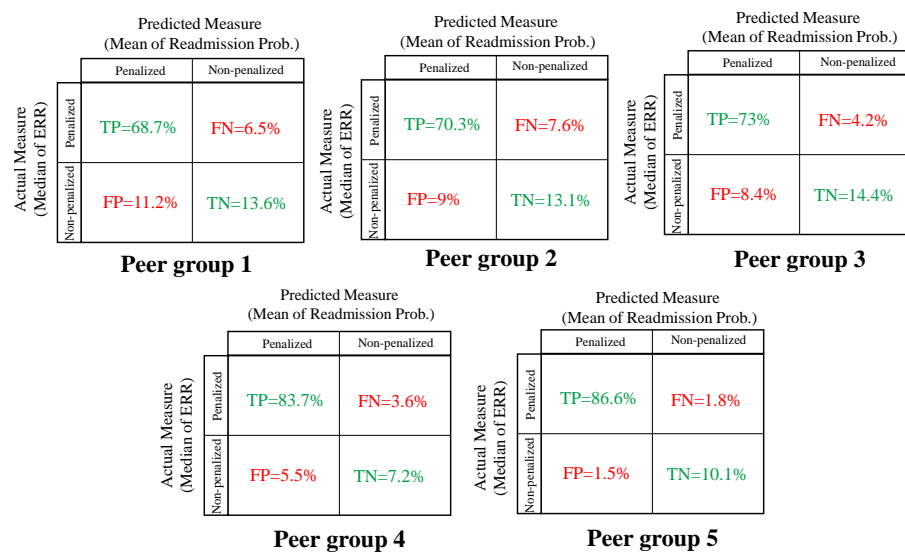 Predicted Measure
(Mean of Readmission Prob.)
Penalized
Non-penalized
Actual Measure
(Median of ERR)
Penalized
TP=68.7%
FN=6.5%
Non-penalized
FP=11.2%
TN=13.6%
Peer group 1
Predicted Measure
(Mean of Readmission Prob.)
Penalized
Non-penalized
Actual Measure
(Median of ERR)
Penalized
TP=70.3%
FN=7.6%
Non-penalized
FP=9%
TN=13.1%
Peer group 2
Predicted Measure
(Mean of Readmission Prob.)
Penalized
Non-penalized
Actual Measure
(Median of ERR)
Penalized
TP=73%
FN=4.2%
Non-penalized
FP=8.4%
TN=14.4%
Peer group 3
Predicted Measure
(Mean of Readmission Prob.)
Penalized
Non-penalized
Actual Measure
(Median of ERR)
Penalized
TP=83.7%
FN=3.6%
Non-penalized
FP=5.5%
TN=7.2%
Peer group 4
Predicted Measure
(Mean of Readmission Prob.)
Penalized
Non-penalized
Actual Measure
(Median of ERR)
Penalized
TP=86.6%
FN=1.8%
Non-penalized
FP=1.5%
TN=10.1%
Peer group 5